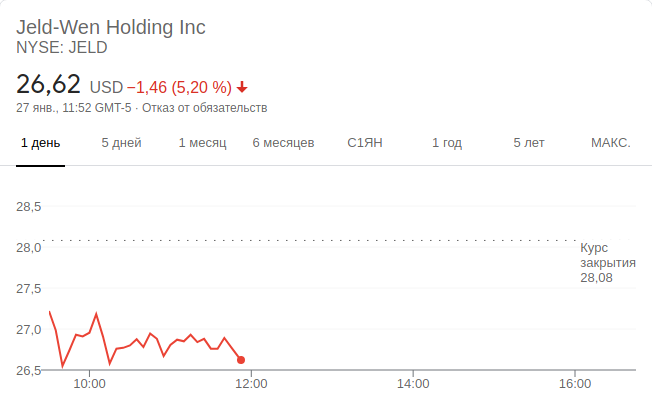 Jeld-Wen Holding Inc
NYSE: JELD
26,62 USD −1,46 (5,20 %)
27 янв., 11:52 GMT-5 · Отказ от обязательств
1 день 5 дней 1 месяц 6 месяцев С1ЯН 1 год 5 лет МАКС.
28,5
28,0
Курс
закрытия
28,08
27,5
27,0
26,5
10:00 12:00 14:00 16:00